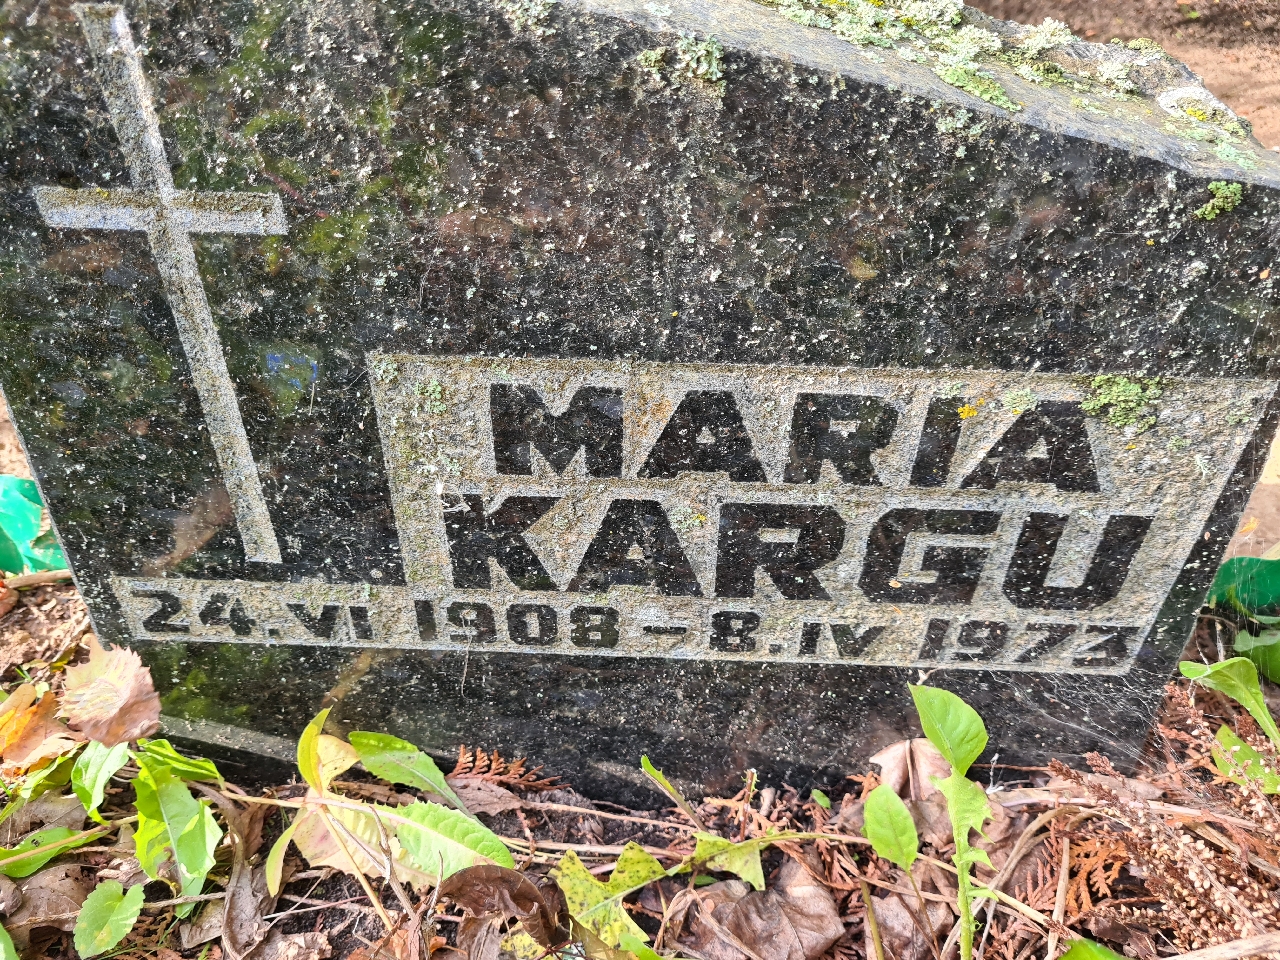 MARIA
KARGU
24. VI 1908 – 8. IV 1973